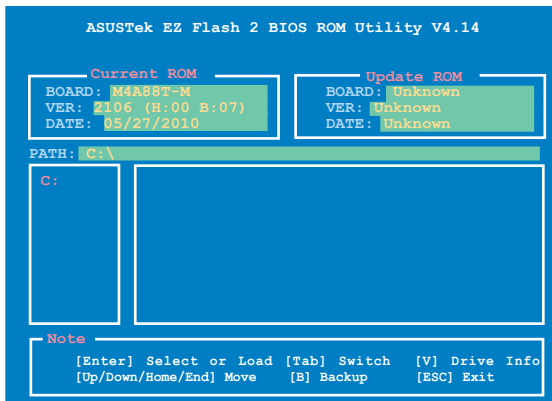 ASUSTek EZ Flash 2 BIOS ROM Utility V4.14
Current ROM
BOARD: M4A88T-M
VER: 2106 (H:00 B:07)
DATE: 05/27/2010
Update ROM
BOARD: Unknown
VER: Unknown
DATE: Unknown
PATH: C:\
C:
Note
[Enter] Select or Load [Tab] Switch [V] Drive Info
[Up/Down/Home/End] Move [B] Backup [ESC] Exit